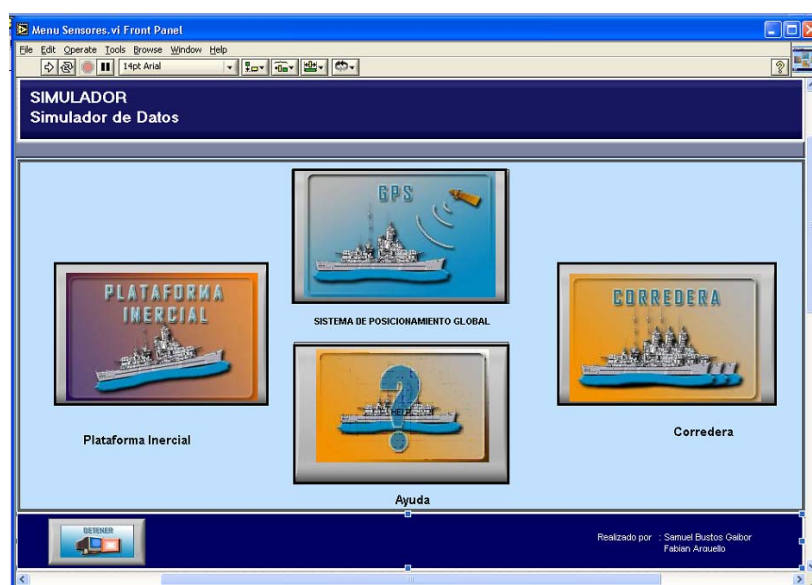 Menu Sensores.vi Front Panel
File Edit Operate Tools Browse Window Help
14pt Arial
?
SIMULADOR
Simulador de Datos
GPS
SISTEMA DE POSICIONAMIENTO GLOBAL
PLATAFORMA
INERCIAL
Plataforma Inercial
CORREDERA
Corredera
?
HELP
Ayuda
DETENER
Realizado por : Samuel Bustos Gaibor
Fabian Arguello